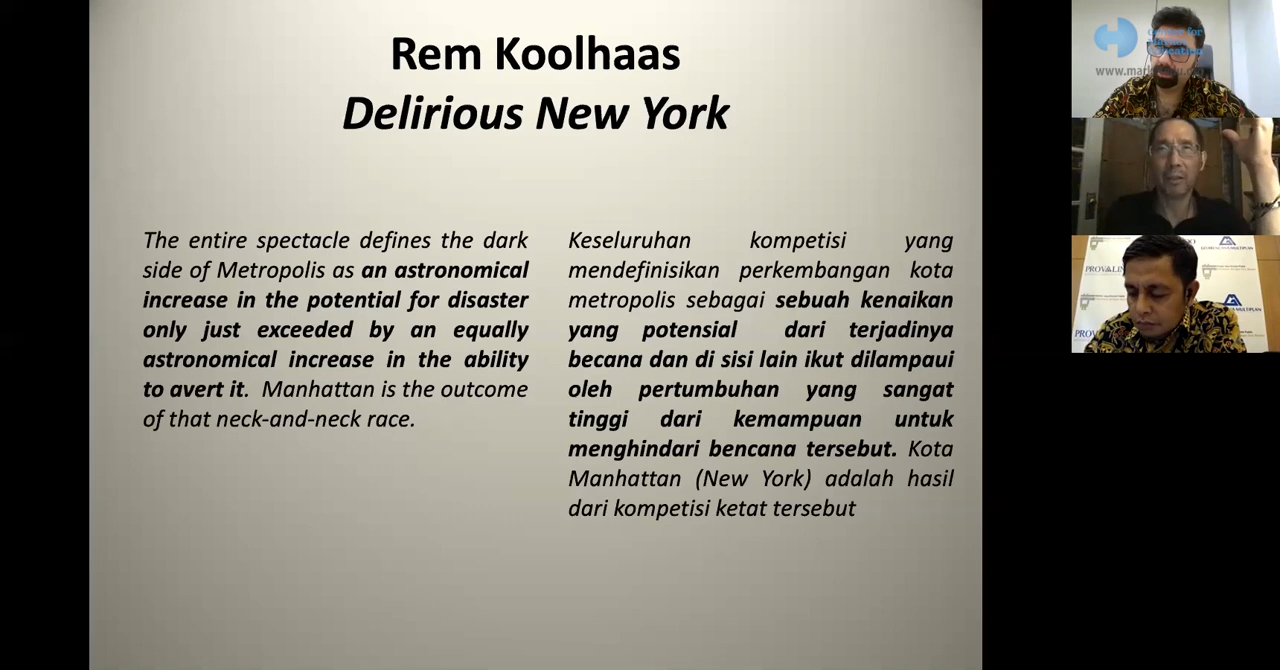 Rem Koolhaas
Delirious New York
The entire spectacle defines the dark
side of Metropolis as an astronomical
increase in the potential for disaster
only just exceeded by an equally
astronomical increase in the ability
to avert it. Manhattan is the outcome
of that neck-and-neck race.
Keseluruhan kompetisi yang
mendefinisikan perkembangan kota
metropolis sebagai sebuah kenaikan
yang potensial dari terjadinya
becana dan di sisi lain ikut dilampaui
oleh pertumbuhan yang sangat
tinggi dari kemampuan untuk
menghindari bencana tersebut. Kota
Manhattan (New York) adalah hasil
dari kompetisi ketat tersebut